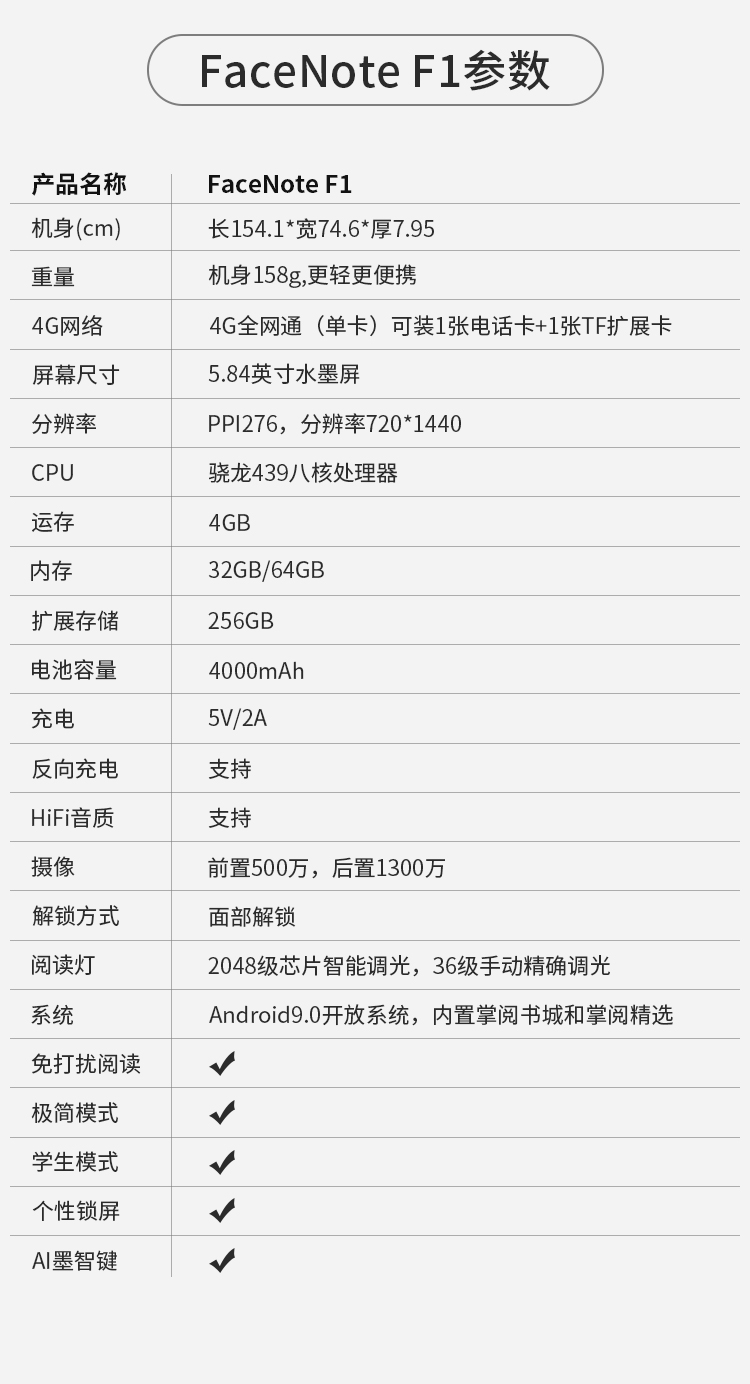 FaceNote F1参数
产品名称 FaceNote F1
机身(cm) 长154.1*宽74.6*厚7.95
重量 机身158g,更轻更便携
4G网络 4G全网通（单卡）可装1张电话卡+1张TF扩展卡
屏幕尺寸 5.84英寸水墨屏
分辨率 PPI276，分辨率720*1440
CPU 骁龙439八核处理器
运存 4GB
内存 32GB/64GB
扩展存储 256GB
电池容量 4000mAh
充电 5V/2A
反向充电 支持
HiFi音质 支持
摄像 前置500万，后置1300万
解锁方式 面部解锁
阅读灯 2048级芯片智能调光，36级手动精确调光
系统 Android9.0开放系统，内置掌阅书城和掌阅精选
免打扰阅读
极简模式
学生模式
个性锁屏
AI墨智键